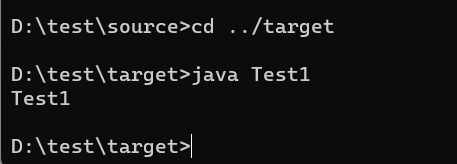 D:\test\source>cd ../target
D:\test\target>java Test1
Test1
D:\test\target>